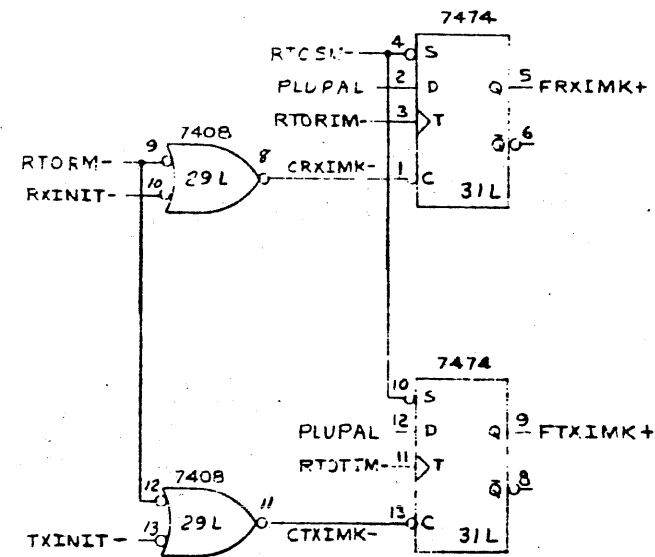 7474
RTCSM- 4 S
PLUPAL 2 D Q 5 FRXIMK+
RTORIM- 3 T
7408
9 Q̅ 6
RTORM- 29L 8 CRXIMK- 1 C
RXINIT- 10 31L
7474
10 S
PLUPAL 12 D Q 9 FTXIMK+
RTOTIM- 11 T
7408
12 Q̅ 8
29L 11 CTXIMK- 13 C
TXINIT- 13 31L